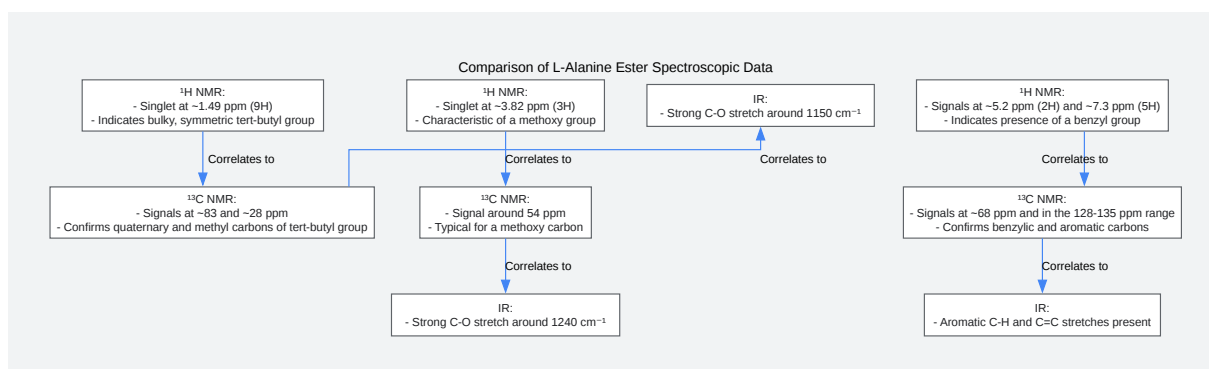 Comparison of L-Alanine Ester Spectroscopic Data
¹H NMR:
- Singlet at ~1.49 ppm (9H)
- Indicates bulky, symmetric tert-butyl group
Correlates to
¹³C NMR:
- Signals at ~83 and ~28 ppm
- Confirms quaternary and methyl carbons of tert-butyl group
Correlates to
IR:
- Strong C-O stretch around 1150 cm⁻¹
¹H NMR:
- Singlet at ~3.82 ppm (3H)
- Characteristic of a methoxy group
Correlates to
¹³C NMR:
- Signal around 54 ppm
- Typical for a methoxy carbon
Correlates to
IR:
- Strong C-O stretch around 1240 cm⁻¹
¹H NMR:
- Signals at ~5.2 ppm (2H) and ~7.3 ppm (5H)
- Indicates presence of a benzyl group
Correlates to
¹³C NMR:
- Signals at ~68 ppm and in the 128-135 ppm range
- Confirms benzylic and aromatic carbons
Correlates to
IR:
- Aromatic C-H and C=C stretches present